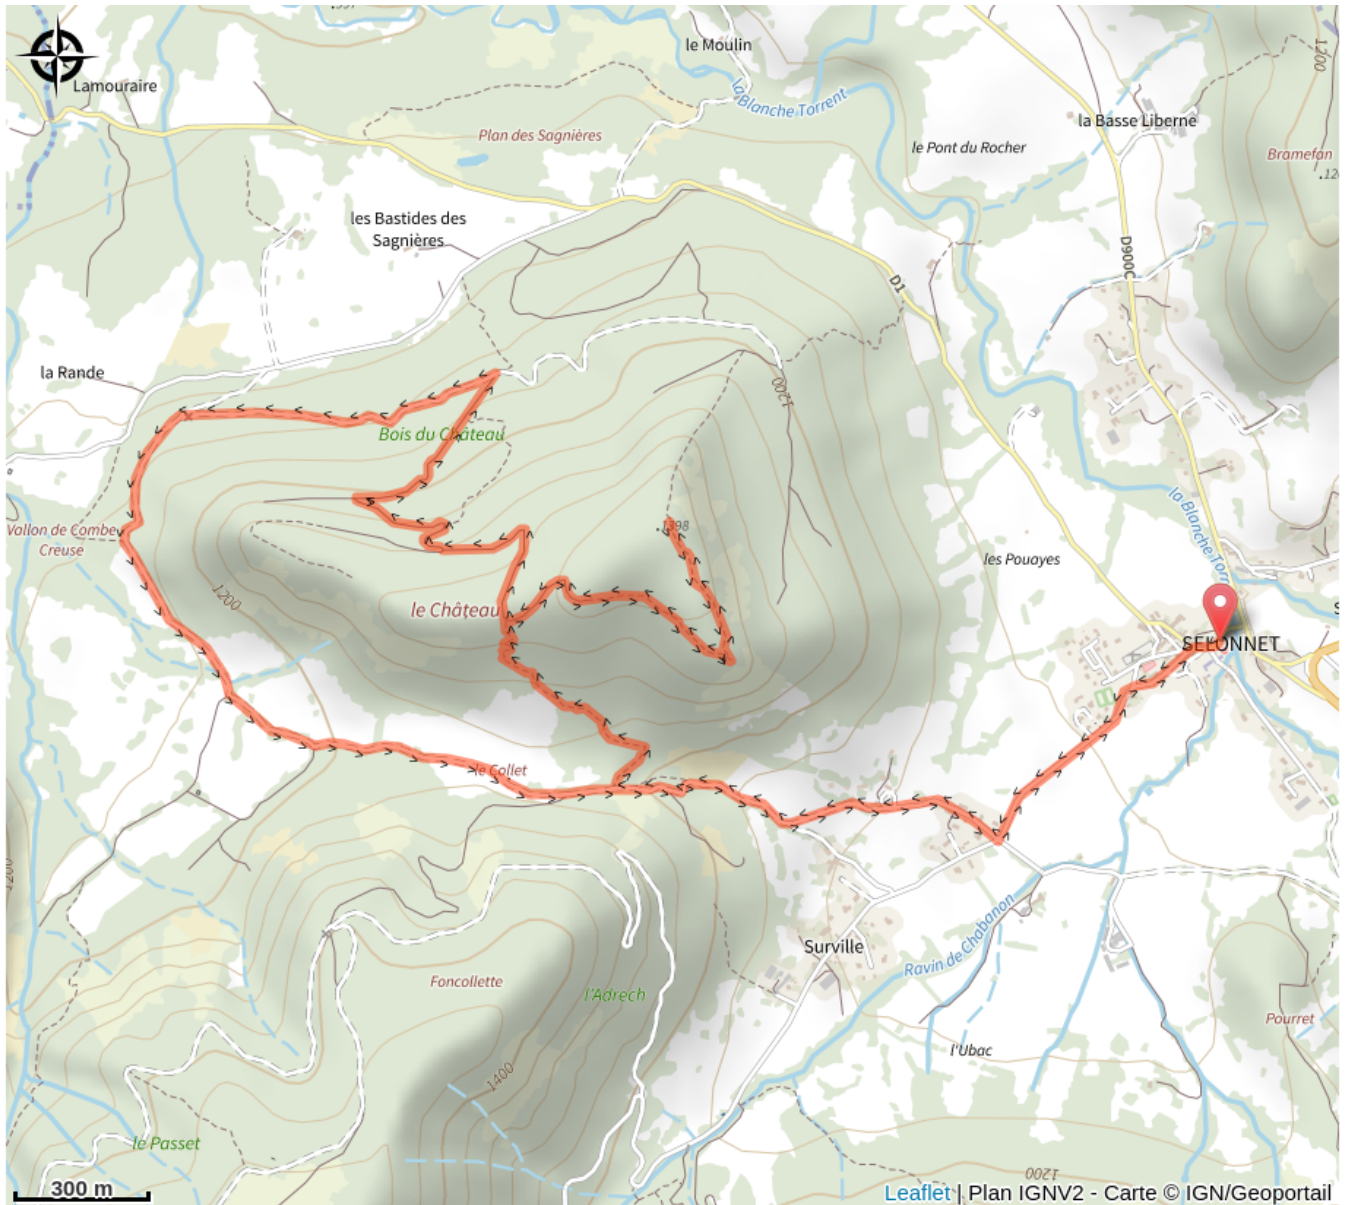 le Moulin
Lamouraire
la Blanche Torrent
la Basse Liberne
1200
Plan des Sagnières
le Pont du Rocher
Bramefan
les Bastides des
Sagnières
D900C
D1
la Rande
1200
Bois du Château
Vallon de Combe
Creuse
.1398
les Pouayes
1200
le Château
SELONNET
le Collet
1200
Surville
Ravin de Chabanon
Foncollette
l'Adrech
Pourret
l'Ubac
1400
le Passet
1200
300 m
Leaflet | Plan IGNV2 - Carte © IGN/Geoportail